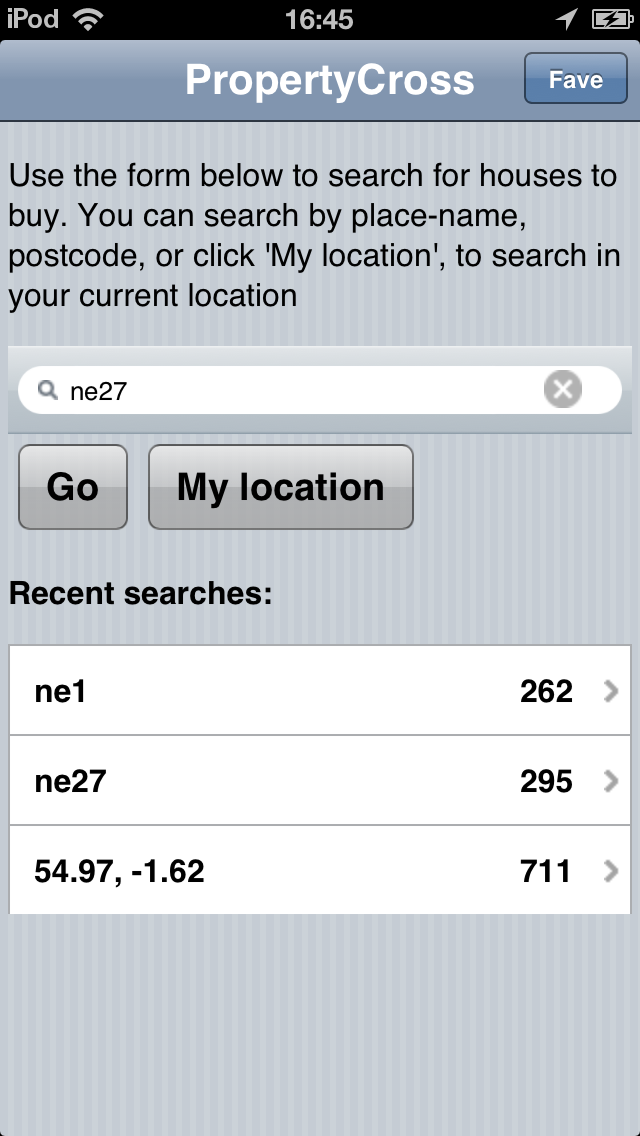 iPod 16:45
PropertyCross Fave
Use the form below to search for houses to
buy. You can search by place-name,
postcode, or click 'My location', to search in
your current location
ne27
Go My location
Recent searches:
ne1 262
ne27 295
54.97, -1.62 711